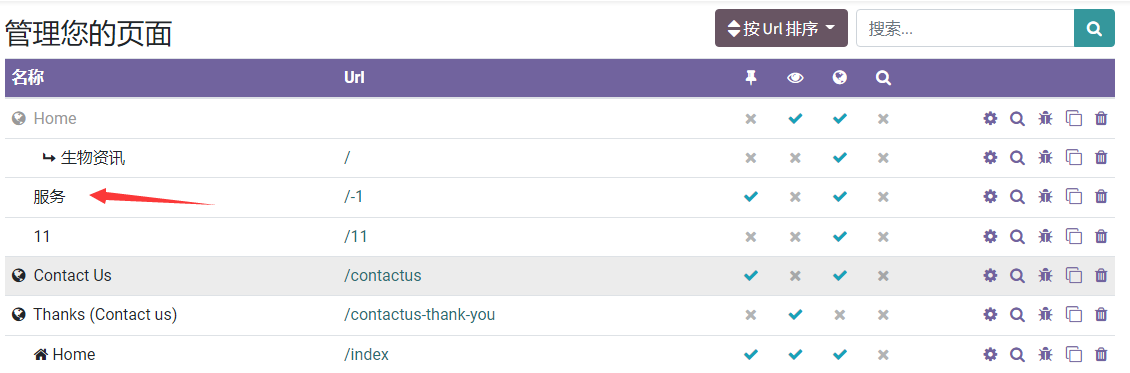 管理您的页面
按 Url 排序
搜索...
名称 Url
Home
生物资讯 /
服务 /-1
11 /11
Contact Us /contactus
Thanks (Contact us) /contactus-thank-you
Home /index